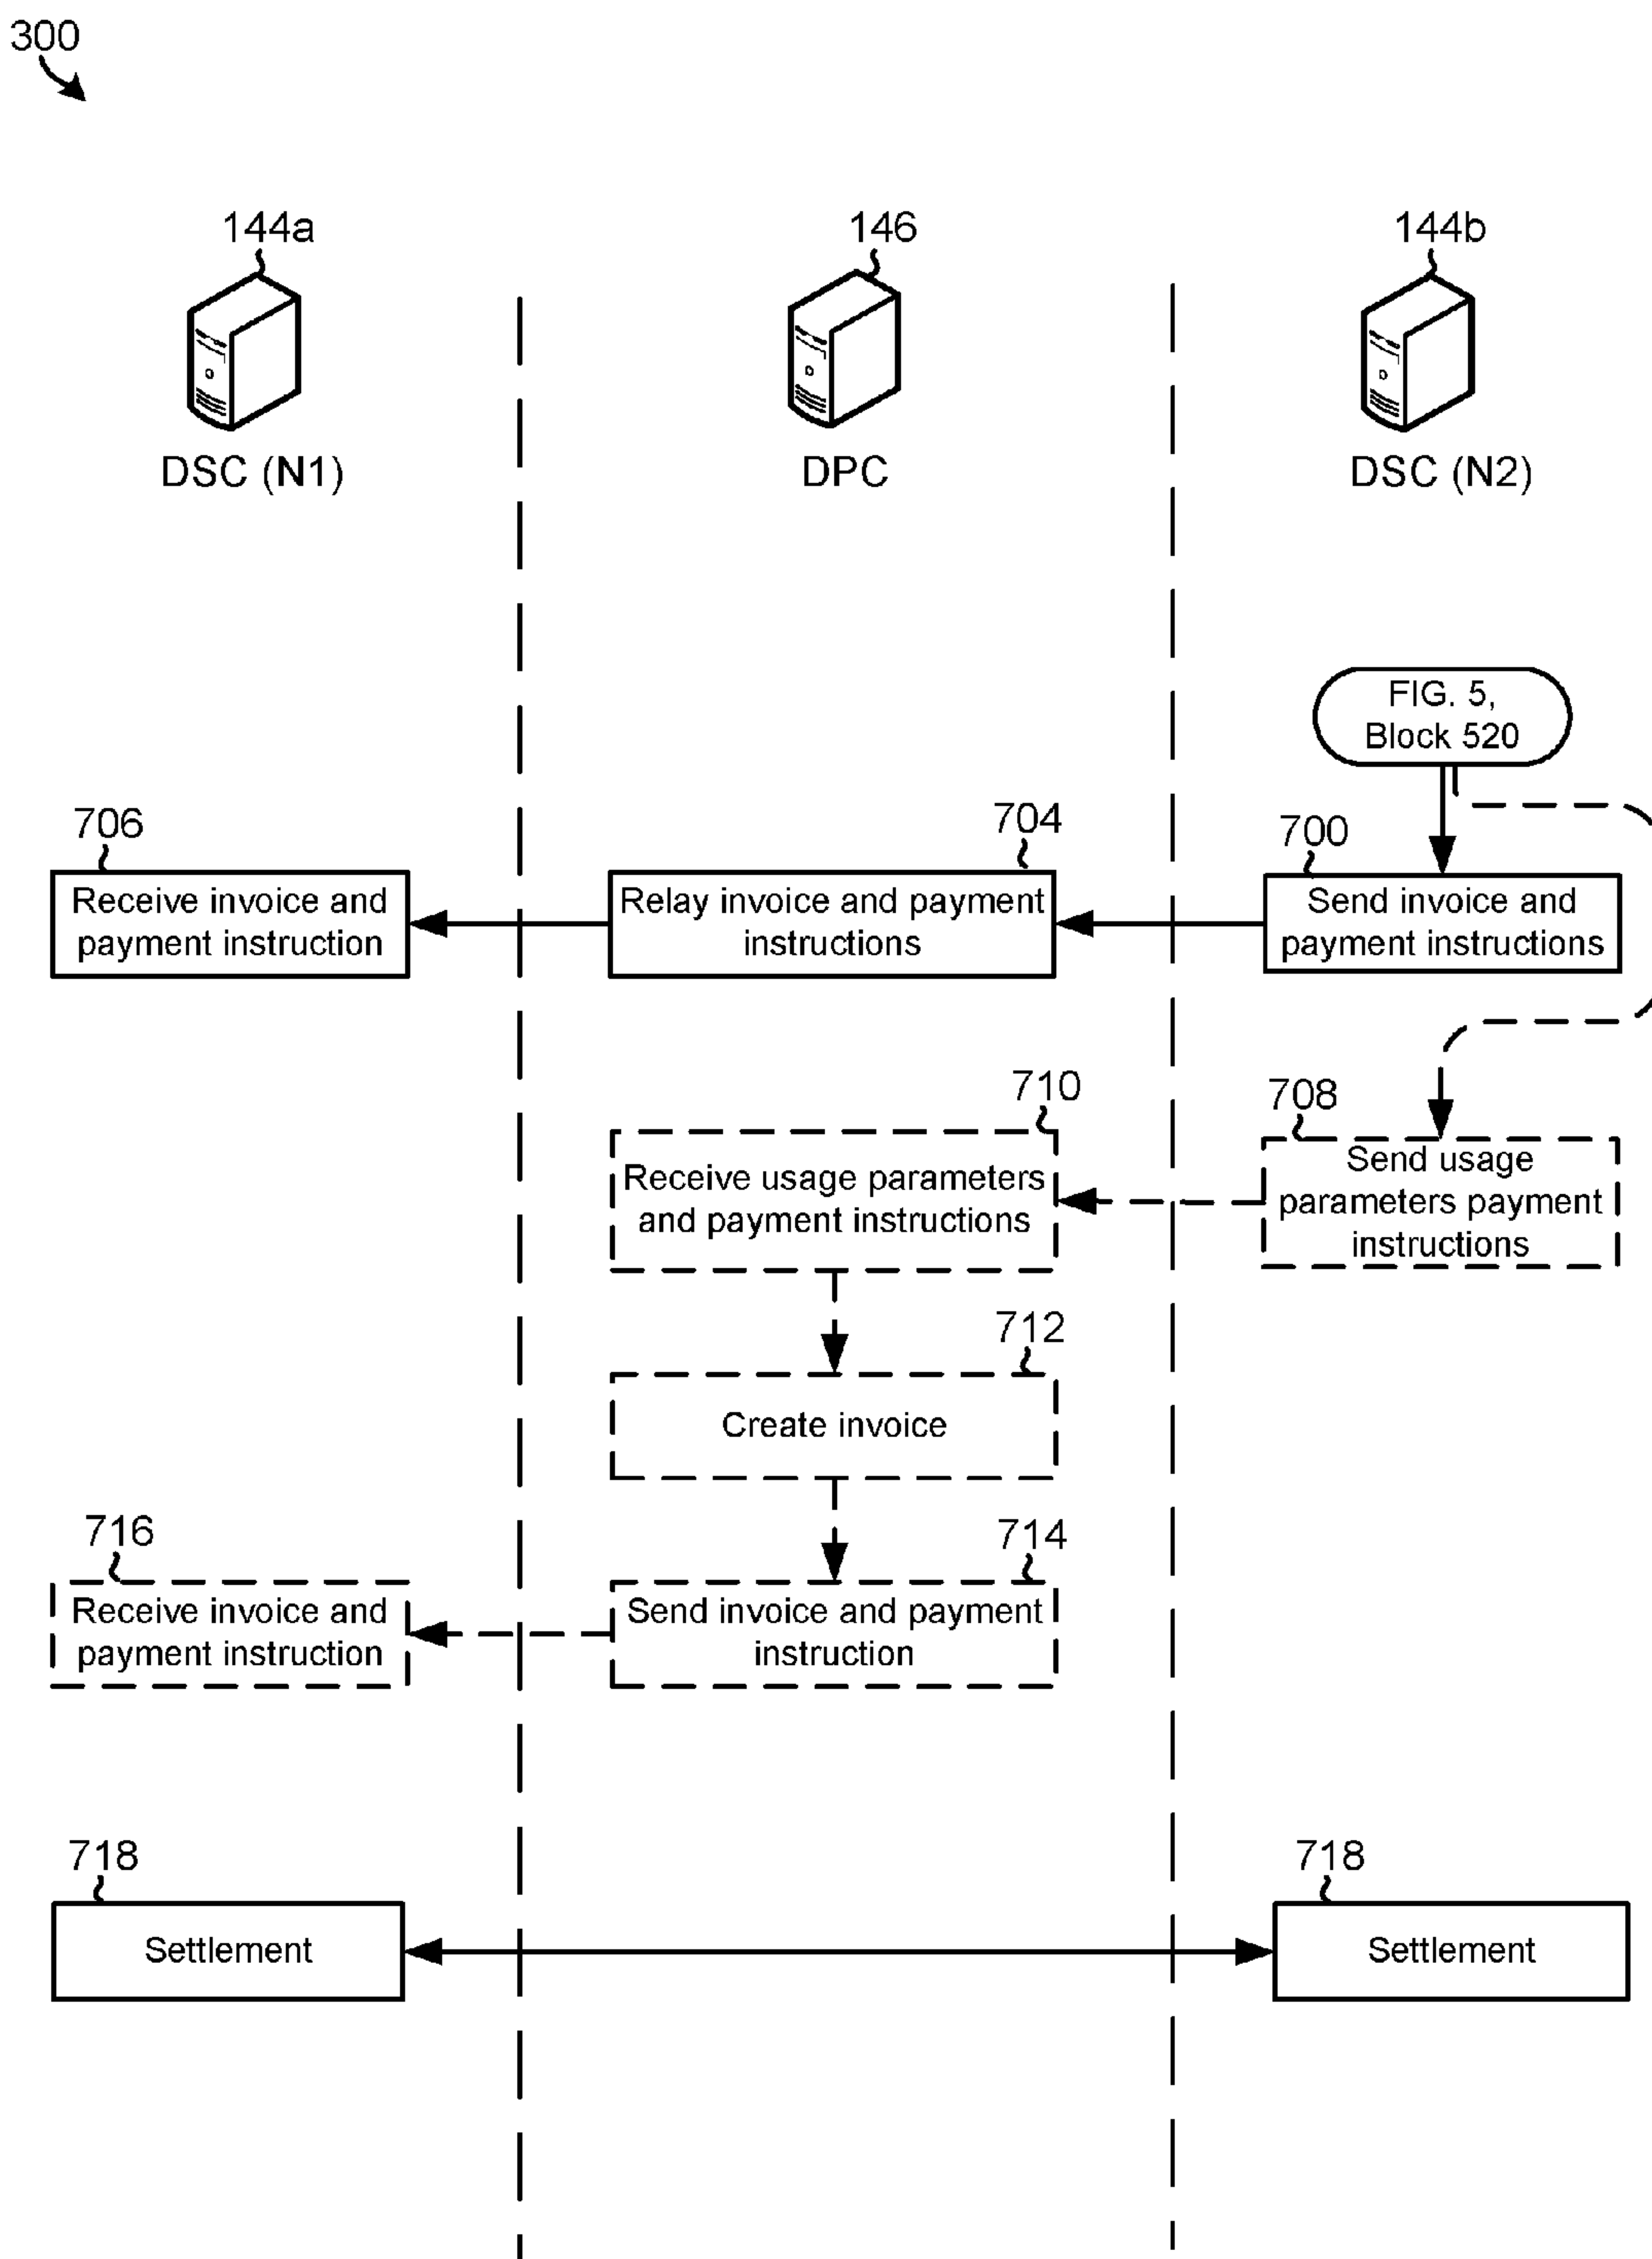 300
144a
146
144b
DSC (N1)
DPC
DSC (N2)
FIG. 5,
Block 520
706
704
700
Receive invoice and
payment instruction
Relay invoice and payment
instructions
Send invoice and
payment instructions
710
708
Receive usage parameters
and payment instructions
Send usage
parameters payment
instructions
712
Create invoice
716
714
Receive invoice and
payment instruction
Send invoice and payment
instruction
718
718
Settlement
Settlement